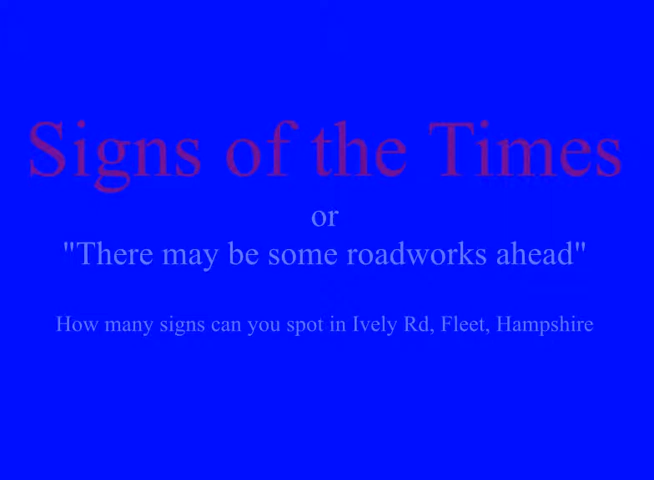 Signs of the Times
or
"There may be some roadworks ahead"
How many signs can you spot in Ively Rd, Fleet, Hampshire